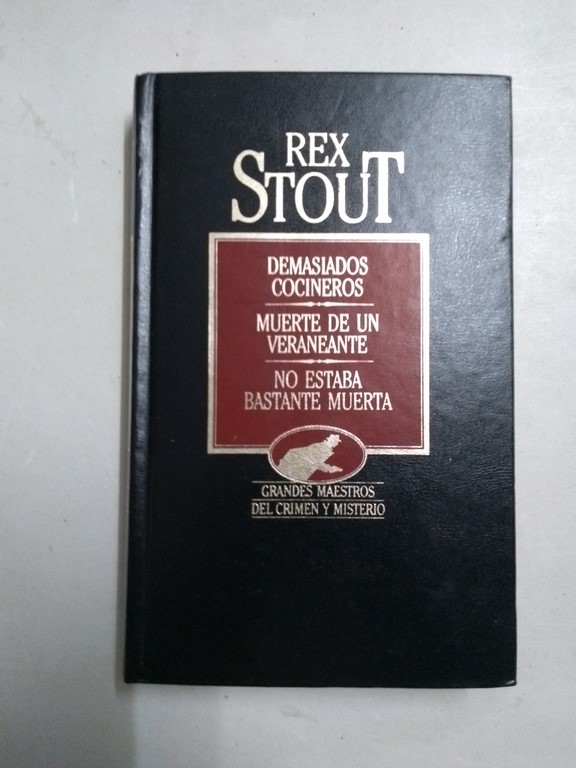 REX
STOUT
DEMASIADOS
COCINEROS
MUERTE DE UN
VERANEANTE
NO ESTABA
BASTANTE MUERTA
GRANDES MAESTROS
DEL CRIMEN Y MISTERIO